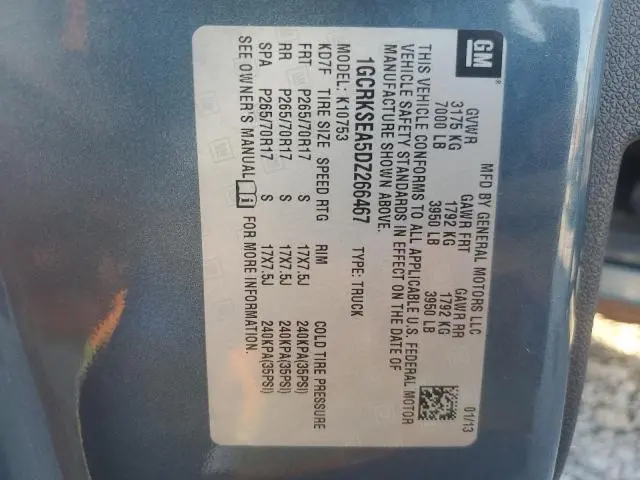 GM
MFD BY GENERAL MOTORS LLC 01/13
GVWR GAWR FRT GAWR RR
3175 KG 1792 KG 1792 KG
7000 LB 3950 LB 3950 LB
THIS VEHICLE CONFORMS TO ALL APPLICABLE U.S. FEDERAL MOTOR
VEHICLE SAFETY STANDARDS IN EFFECT ON THE DATE OF
MANUFACTURE SHOWN ABOVE.
1GCRKSEA5DZ266467 TYPE: TRUCK
MODEL: K10753
KD7F TIRE SIZE SPEED RTG RIM COLD TIRE PRESSURE
FRT P265/70R17 S 17X7.5J 240KPA(35PSI)
RR P265/70R17 S 17X7.5J 240KPA(35PSI)
SPA P265/70R17 S 17X7.5J 240KPA(35PSI)
SEE OWNER'S MANUAL i FOR MORE INFORMATION.